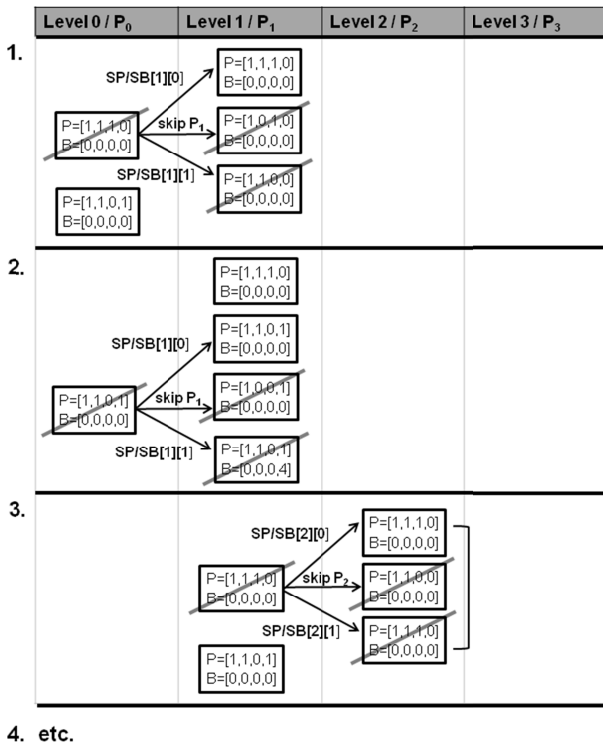 Level 0 / P0 Level 1 / P1 Level 2 / P2 Level 3 / P3
1.
SP/SB[1][0]
P=[1,1,1,0]
B=[0,0,0,0]
P=[1,1,1,0]
B=[0,0,0,0]
skip P1
P=[1,0,1,0]
B=[0,0,0,0]
SP/SB[1][1]
P=[1,1,0,0]
B=[0,0,0,0]
P=[1,1,0,1]
B=[0,0,0,0]
2.
P=[1,1,1,0]
B=[0,0,0,0]
SP/SB[1][0]
P=[1,1,0,1]
B=[0,0,0,0]
P=[1,1,0,1]
B=[0,0,0,0]
skip P1
P=[1,0,0,1]
B=[0,0,0,0]
SP/SB[1][1]
P=[1,1,0,1]
B=[0,0,0,4]
3.
SP/SB[2][0]
P=[1,1,1,0]
B=[0,0,0,0]
P=[1,1,1,0]
B=[0,0,0,0]
skip P2
P=[1,1,0,0]
B=[0,0,0,0]
SP/SB[2][1]
P=[1,1,1,0]
B=[0,0,0,0]
P=[1,1,0,1]
B=[0,0,0,0]
4. etc.